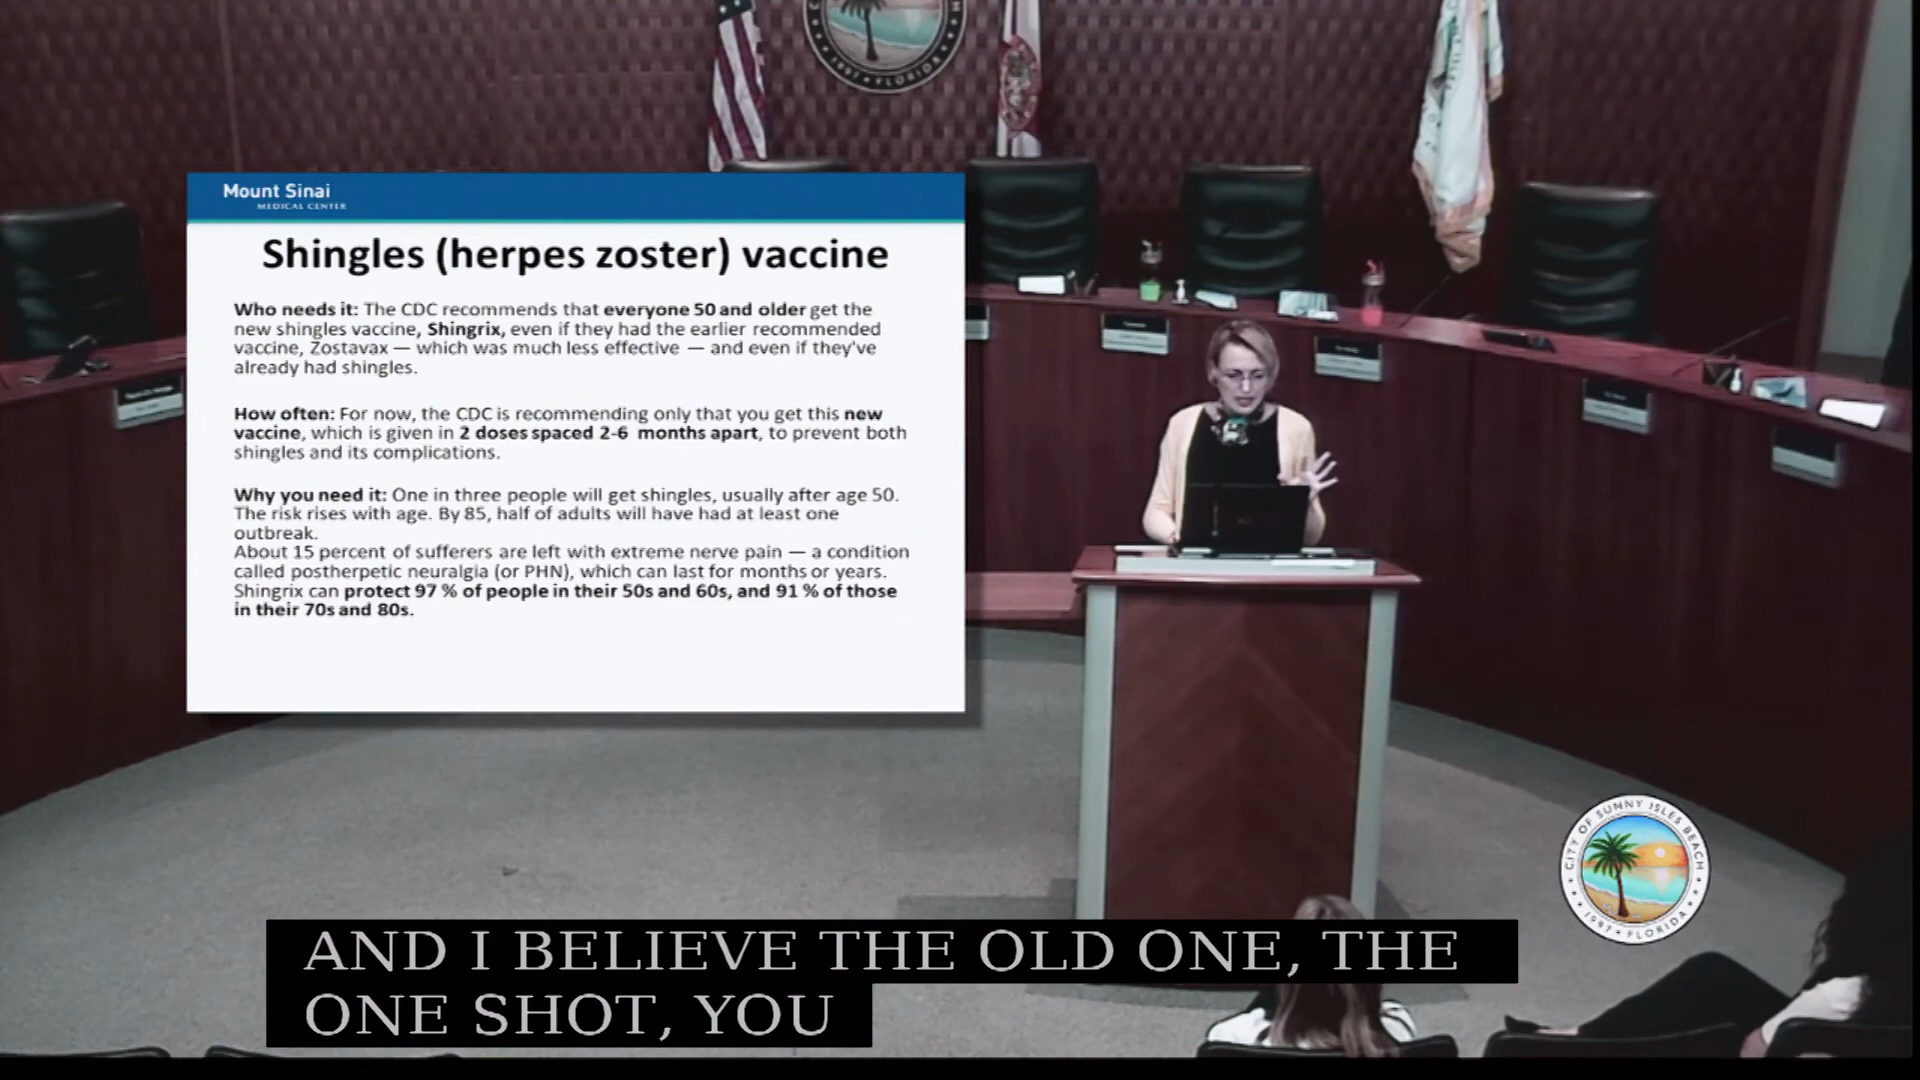 1997 • FLORIDA
Mount Sinai
MEDICAL CENTER
Shingles (herpes zoster) vaccine
Who needs it: The CDC recommends that everyone 50 and older get the
new shingles vaccine, Shingrix, even if they had the earlier recommended
vaccine, Zostavax — which was much less effective — and even if they've
already had shingles.
How often: For now, the CDC is recommending only that you get this new
vaccine, which is given in 2 doses spaced 2-6 months apart, to prevent both
shingles and its complications.
Why you need it: One in three people will get shingles, usually after age 50.
The risk rises with age. By 85, half of adults will have had at least one
outbreak.
About 15 percent of sufferers are left with extreme nerve pain — a condition
called postherpetic neuralgia (or PHN), which can last for months or years.
Shingrix can protect 97 % of people in their 50s and 60s, and 91 % of those
in their 70s and 80s.
CITY OF SUNNY ISLES BEACH
• 1997 • FLORIDA •
AND I BELIEVE THE OLD ONE, THE
ONE SHOT, YOU